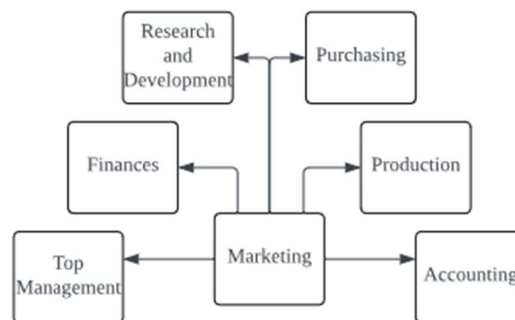 Research
and
Development
Purchasing
Finances
Production
Marketing
Top
Management
Accounting